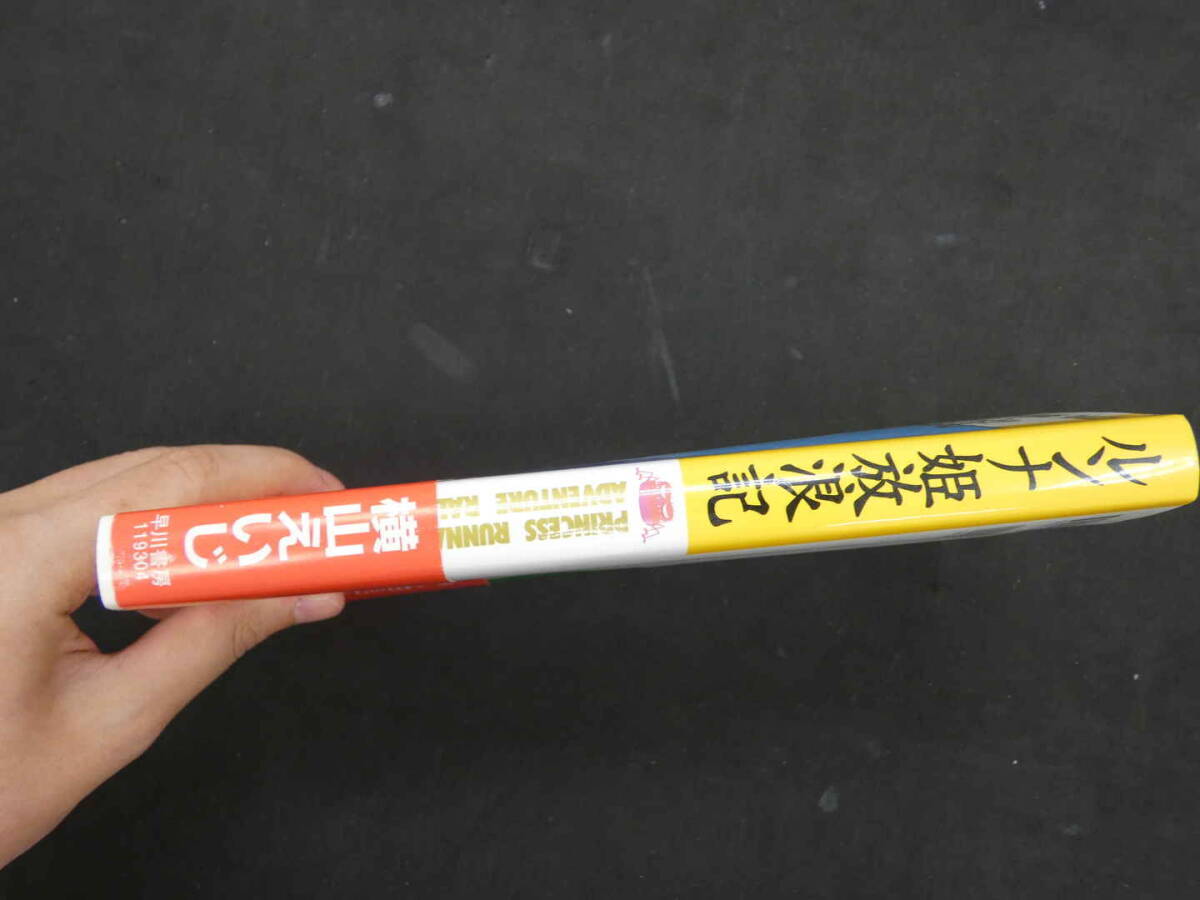 ルンナ姫放浪記
PRINCESS RUNNA
ADVENTURE
横山えいじ
早川書房
119304